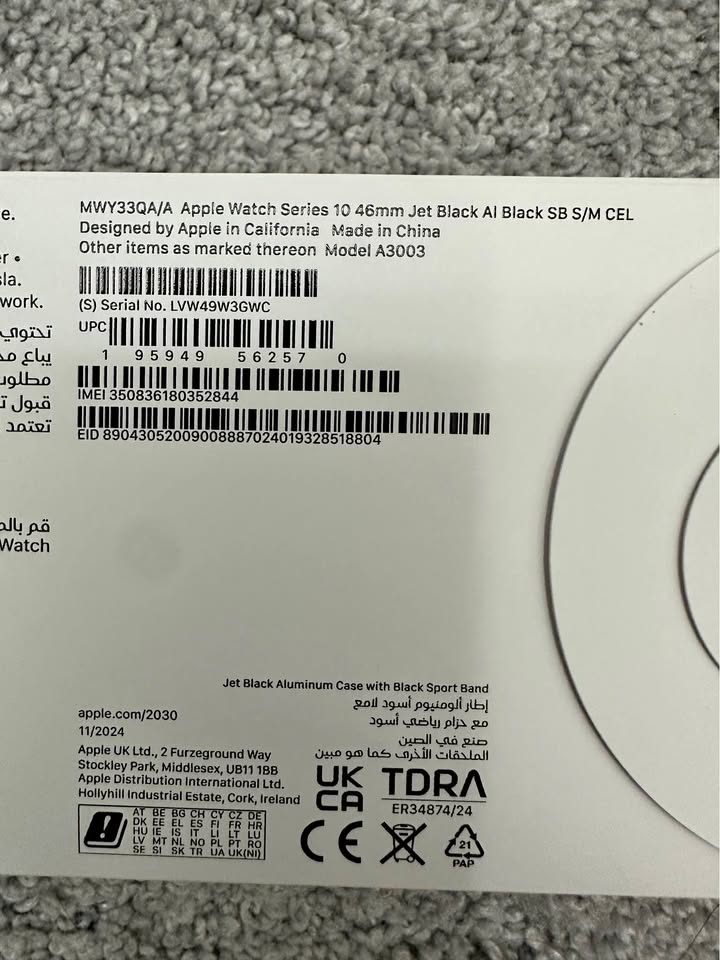 MWY33QA/A Apple Watch Series 10 46mm Jet Black Al Black SB S/M CEL
Designed by Apple in California Made in China
Other items as marked thereon Model A3003
(S) Serial No. LVW49W3GWC
UPC
1 95949 56257 0
IMEI 350836180352844
EID 89043052009008887024019328518804
e.
sla.
work.
تحتوي
يباع
قبول
تعتمد
قم
Watch
Jet Black Aluminum Case with Black Sport Band
إطار ألومنيوم أسود لامع
مع حزام رياضي أسود
صنع في الصين
الملحقات الأخرى كما هو مبين
apple.com/2030
11/2024
Apple UK Ltd., 2 Furzeground Way
Stockley Park, Middlesex, UB11 1BB
Apple Distribution International Ltd.
Hollyhill Industrial Estate, Cork, Ireland
AT BE BG CH CY CZ DE
DK EE EL ES FI FR HR
HU IE IS IT LI LT LU
LV MT NL NO PL PT RO
SE SI SK TR UA UK(NI)
UK
CA
TDRA
ER34874/24
CE
21
PAP